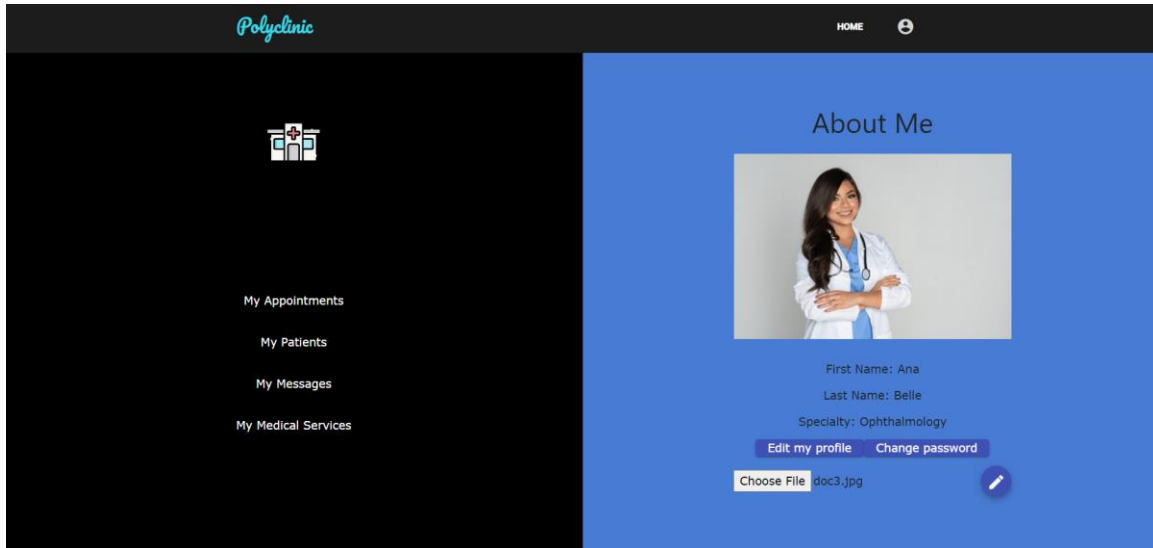 Polyclinic
HOME
My Appointments
My Patients
My Messages
My Medical Services
About Me
First Name: Ana
Last Name: Belle
Specialty: Ophthalmology
Edit my profile Change password
Choose File doc3.jpg